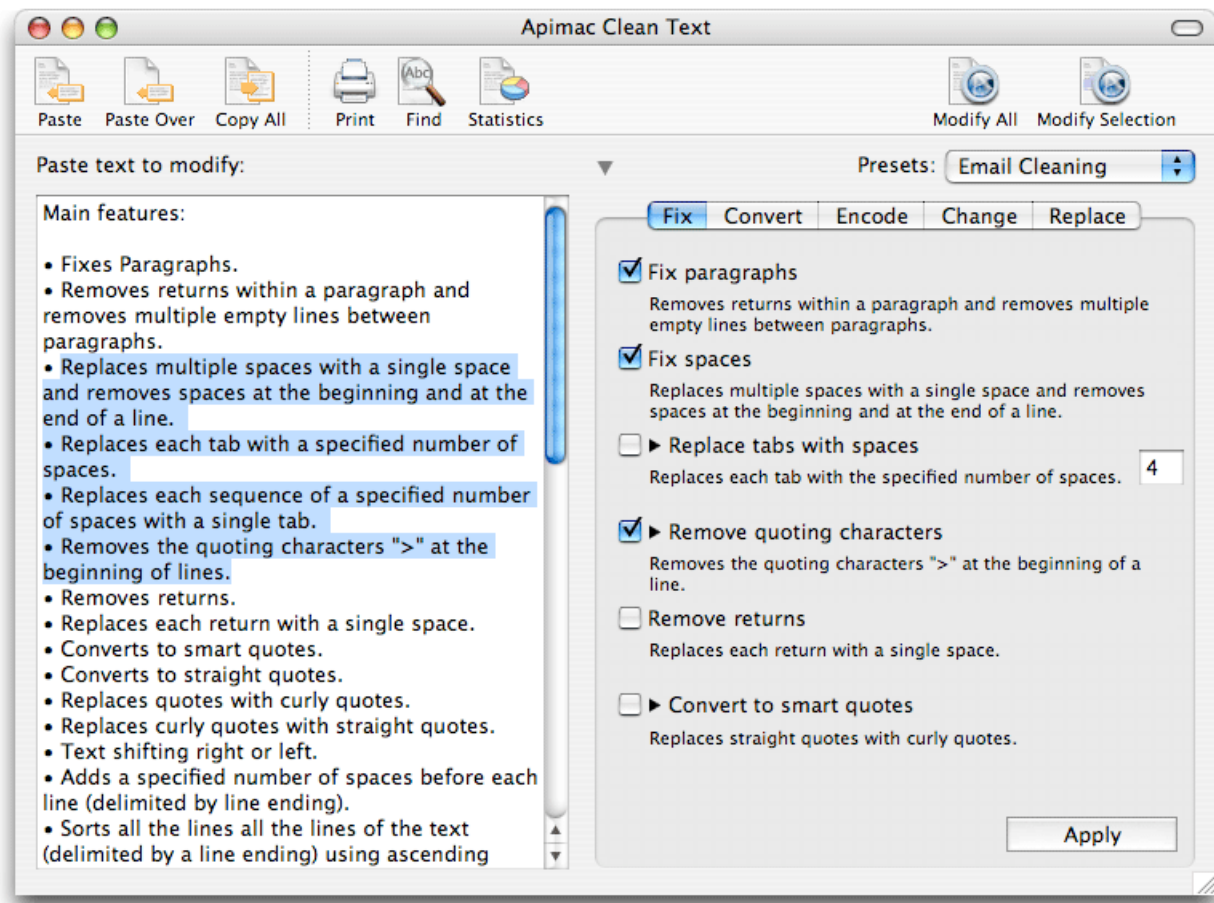 Apimac Clean Text
Paste Paste Over Copy All Print Find Statistics Modify All Modify Selection
Abc
Paste text to modify:
Presets: Email Cleaning
Main features:
• Fixes Paragraphs.
• Removes returns within a paragraph and
removes multiple empty lines between
paragraphs.
• Replaces multiple spaces with a single space
and removes spaces at the beginning and at the
end of a line.
• Replaces each tab with a specified number of
spaces.
• Replaces each sequence of a specified number
of spaces with a single tab.
• Removes the quoting characters ">" at the
beginning of lines.
• Removes returns.
• Replaces each return with a single space.
• Converts to smart quotes.
• Converts to straight quotes.
• Replaces quotes with curly quotes.
• Replaces curly quotes with straight quotes.
• Text shifting right or left.
• Adds a specified number of spaces before each
line (delimited by line ending).
• Sorts all the lines all the lines of the text
(delimited by a line ending) using ascending
Fix Convert Encode Change Replace
Fix paragraphs
Removes returns within a paragraph and removes multiple
empty lines between paragraphs.
Fix spaces
Replaces multiple spaces with a single space and removes
spaces at the beginning and at the end of a line.
Replace tabs with spaces
Replaces each tab with the specified number of spaces. 4
Remove quoting characters
Removes the quoting characters ">" at the beginning of a
line.
Remove returns
Replaces each return with a single space.
Convert to smart quotes
Replaces straight quotes with curly quotes.
Apply